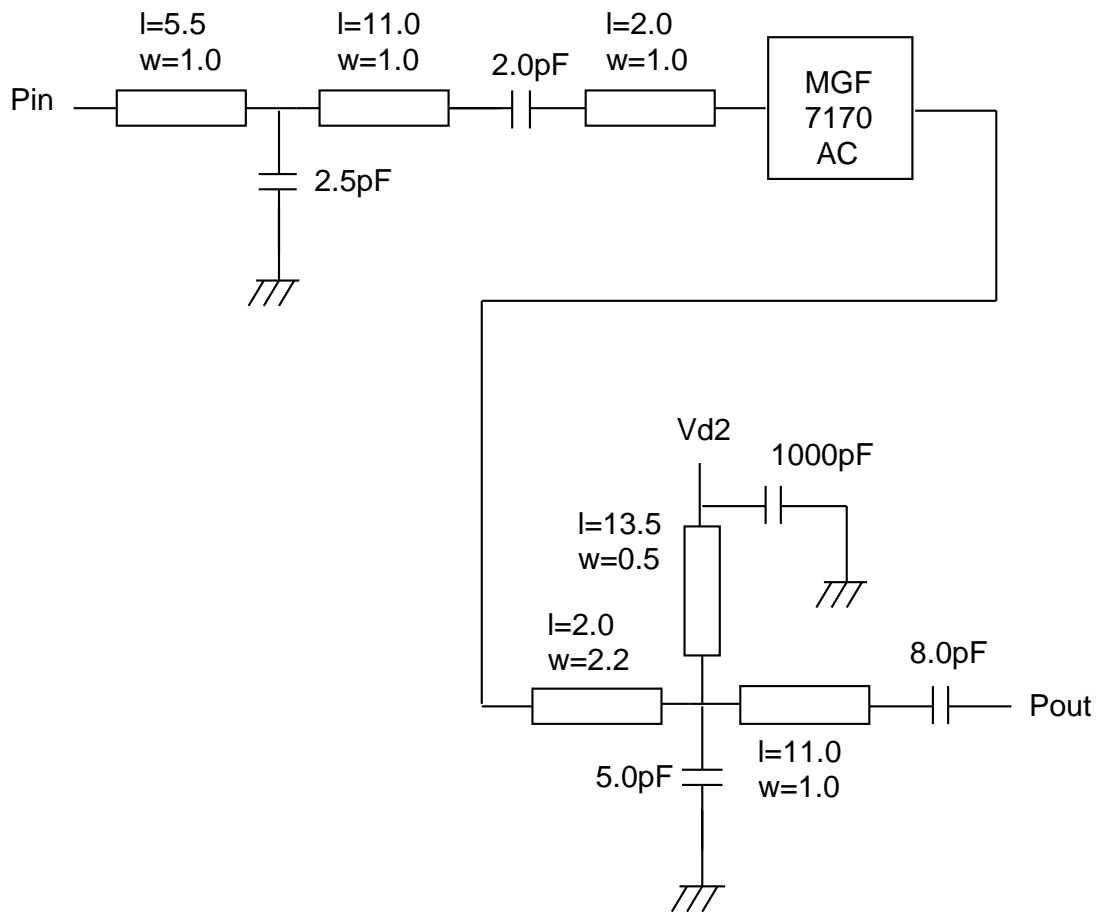 l=5.5
w=1.0
l=11.0
w=1.0
2.0pF
l=2.0
w=1.0
Pin
MGF
7170
AC
2.5pF
Vd2
1000pF
l=13.5
w=0.5
l=2.0
w=2.2
8.0pF
Pout
5.0pF
l=11.0
w=1.0